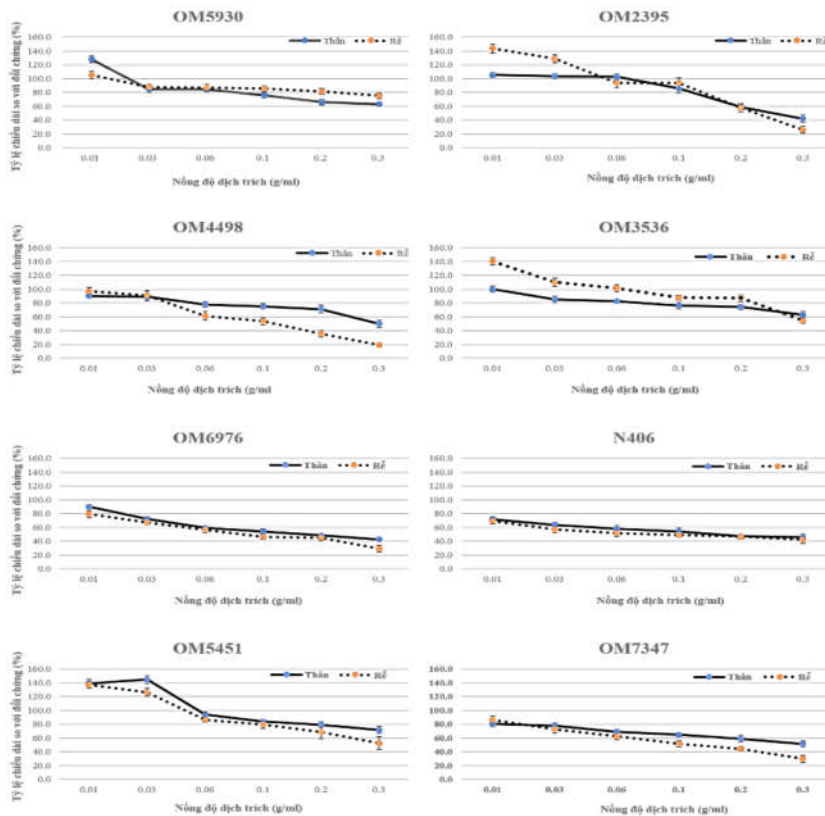 OM5930
Tỷ lệ chiều dài so với đối chứng (%)
160.0
140.0
120.0
100.0
80.0
60.0
40.0
20.0
0.0
Thân Rễ
0.01 0.03 0.06 0.1 0.2 0.3
Nồng độ dịch trích (g/ml)
OM2395
160.0
140.0
120.0
100.0
80.0
60.0
40.0
20.0
0.0
Thân Rễ
0.01 0.03 0.06 0.1 0.2 0.3
Nồng độ dịch trích (g/ml)
OM4498
Tỷ lệ chiều dài so với đối chứng (%)
160.0
140.0
120.0
100.0
80.0
60.0
40.0
20.0
0.0
Thân Rễ
0.01 0.03 0.06 0.1 0.2 0.3
Nồng độ dịch trích (g/ml
OM3536
160.0
140.0
120.0
100.0
80.0
60.0
40.0
20.0
0.0
Thân Rễ
0.01 0.03 0.06 0.1 0.2 0.3
Nồng độ dịch trích (g/ml)
OM6976
Tỷ lệ chiều dài so với đối chứng (%)
160.0
140.0
120.0
100.0
80.0
60.0
40.0
20.0
0.0
Thân Rễ
0.01 0.03 0.06 0.1 0.2 0.3
Nồng độ dịch trích (g/ml)
N406
160.0
140.0
120.0
100.0
80.0
60.0
40.0
20.0
0.0
Thân Rễ
0.01 0.03 0.06 0.1 0.2 0.3
Nồng độ dịch trích (g/ml)
OM5451
Tỷ lệ chiều dài so với đối chứng (%)
160.0
140.0
120.0
100.0
80.0
60.0
40.0
20.0
0.0
Thân Rễ
0.01 0.03 0.06 0.1 0.2 0.3
Nồng độ dịch trích (g/ml)
OM7347
160.0
140.0
120.0
100.0
80.0
60.0
40.0
20.0
0.0
Thân Rễ
0.01 0.03 0.06 0.1 0.2 0.3
Nồng độ dịch trích (g/ml)